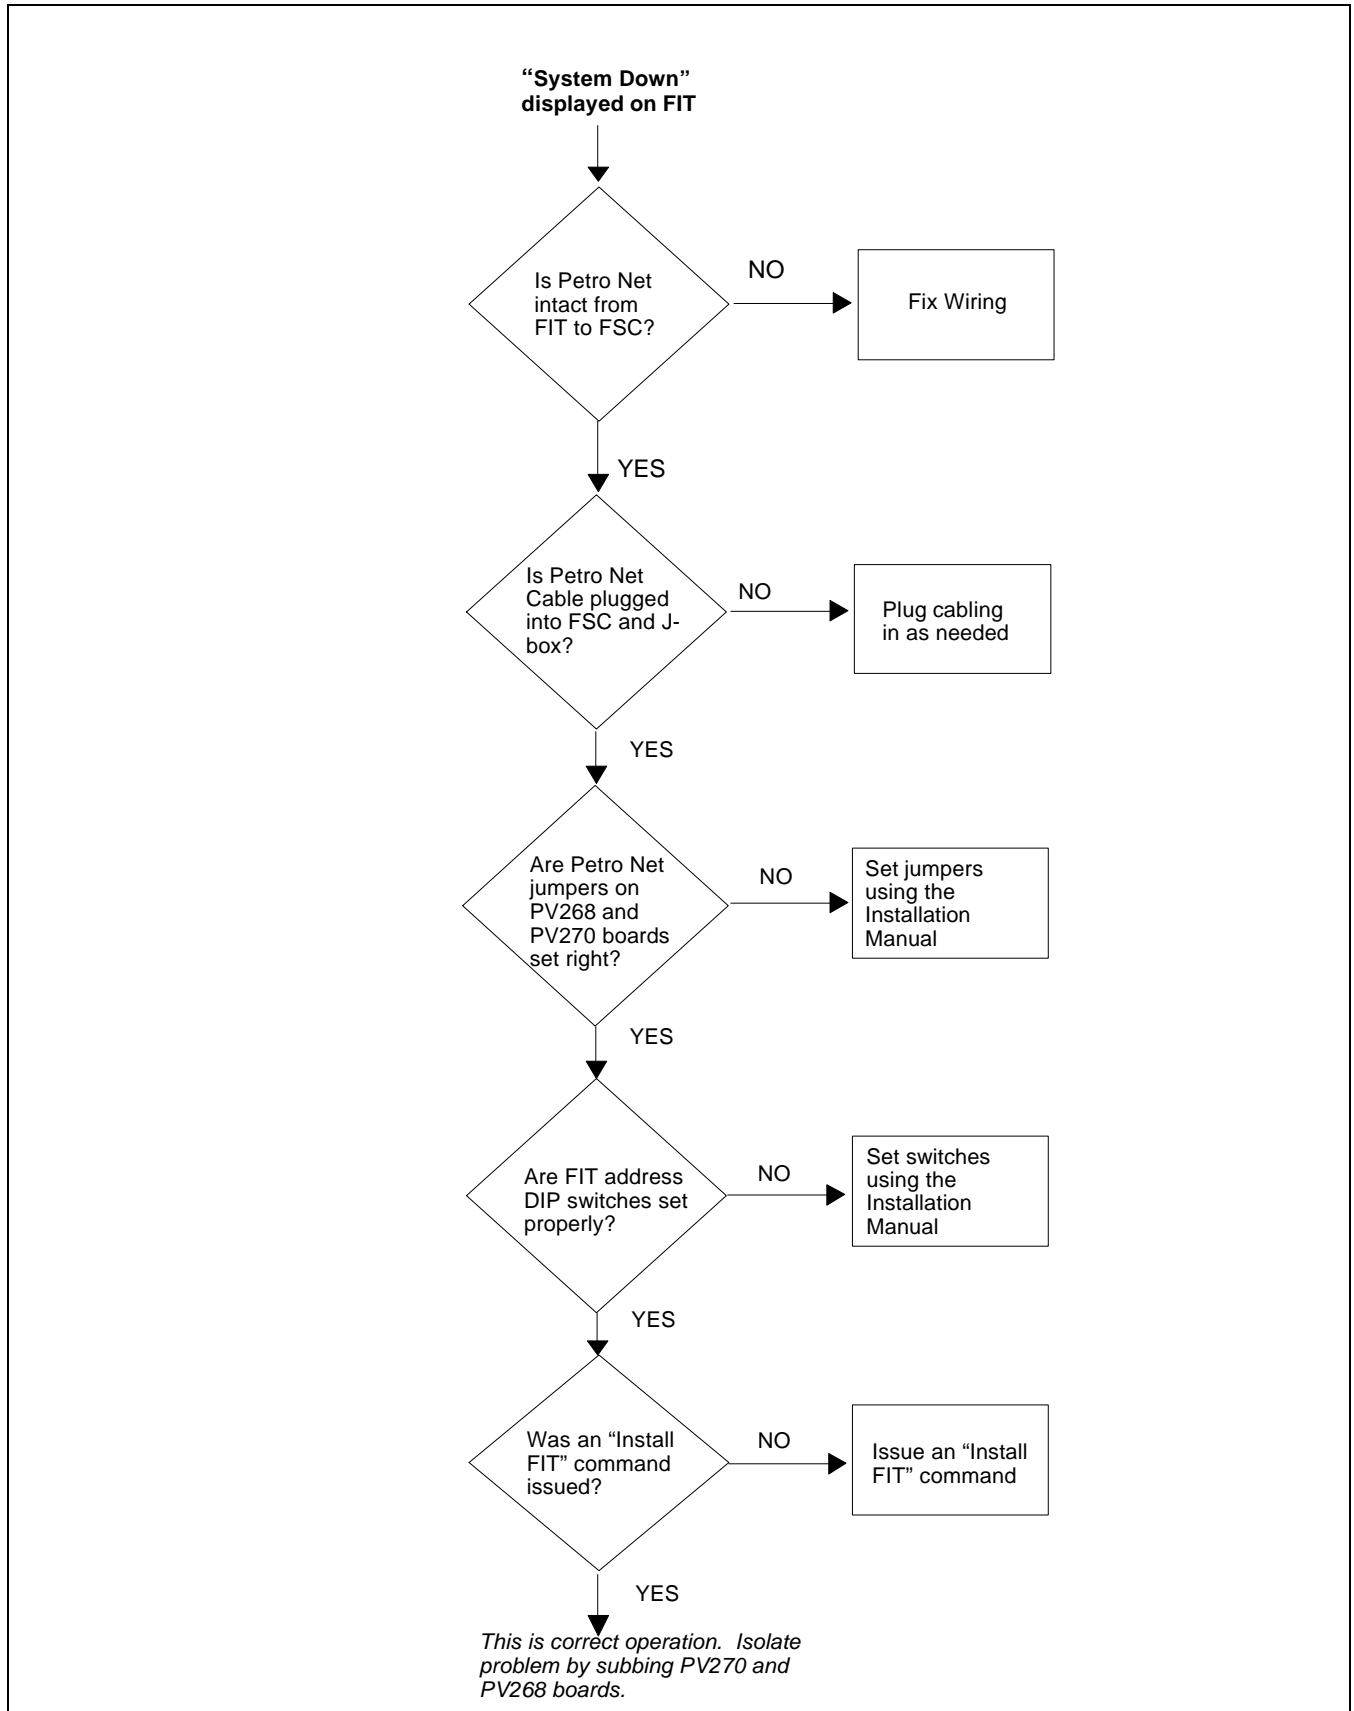 “System Down”
displayed on FIT
Is Petro Net
intact from
FIT to FSC?
NO
Fix Wiring
YES
Is Petro Net
Cable plugged
into FSC and J-
box?
NO
Plug cabling
in as needed
YES
Are Petro Net
jumpers on
PV268 and
PV270 boards
set right?
NO
Set jumpers
using the
Installation
Manual
YES
Are FIT address
DIP switches set
properly?
NO
Set switches
using the
Installation
Manual
YES
Was an “Install
FIT” command
issued?
NO
Issue an “Install
FIT” command
YES
This is correct operation.  Isolate
problem by subbing PV270 and
PV268 boards.